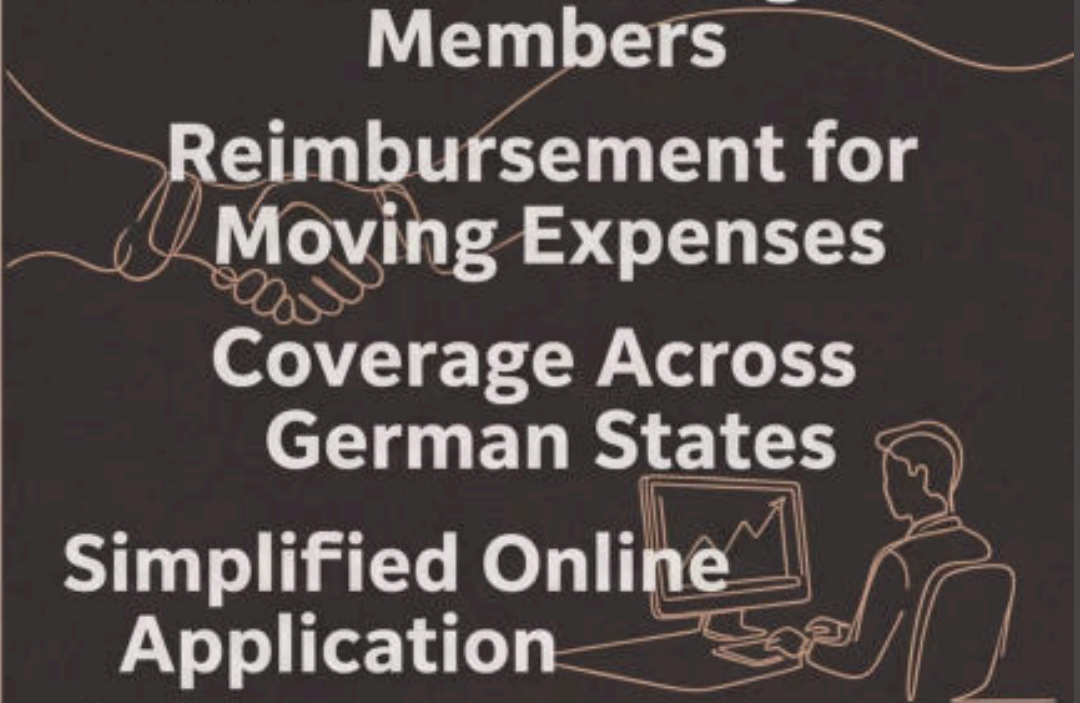 Members
Reimbursement for
Moving Expenses
Coverage Across
German States
Simplified Online
Application